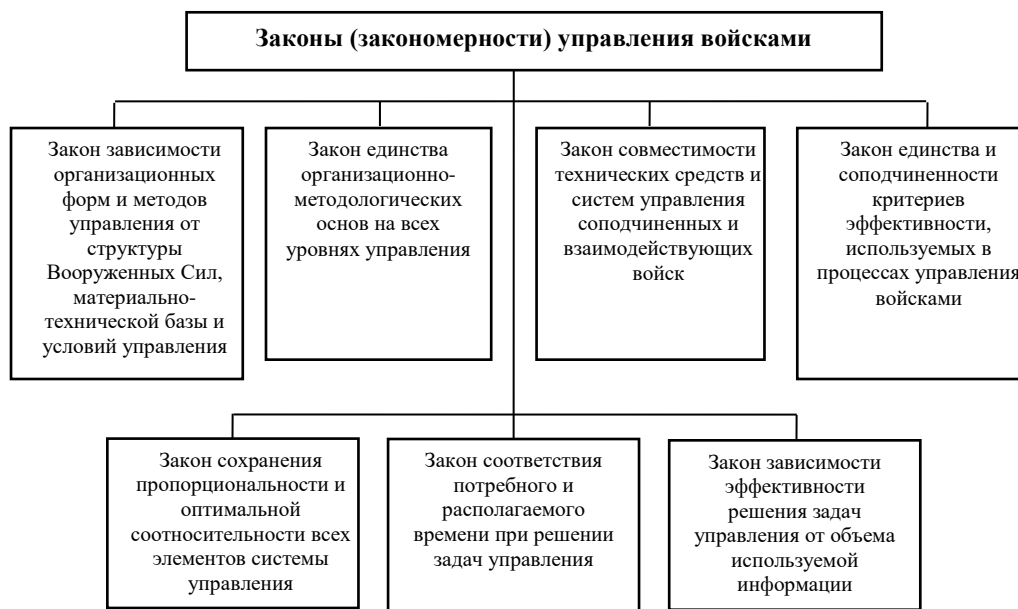 Законы (закономерности) управления войсками
Закон зависимости
организационных
форм и методов
управления от
структуры
Вооруженных Сил,
материально-
технической базы и
условий управления
Закон единства
организационно-
методологических
основ на всех
уровнях управления
Закон совместимости
технических средств и
систем управления
соподчиненных и
взаимодействующих
войск
Закон единства и
соподчиненности
критериев
эффективности,
используемых в
процессах управления
войсками
Закон сохранения
пропорциональности и
оптимальной
соотносительности всех
элементов системы
управления
Закон соответствия
потребного и
располагаемого
времени при решении
задач управления
Закон зависимости
эффективности
решения задач
управления от объема
используемой
информации